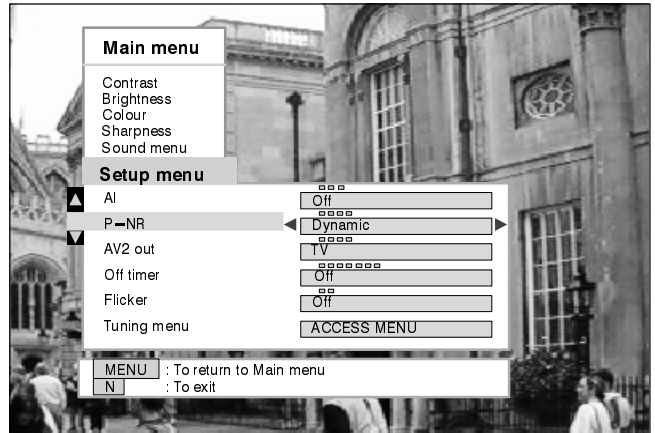 Main menu
Contrast
Brightness
Colour
Sharpness
Sound menu
Setup menu
AI Off
P-NR Dynamic
AV2 out TV
Off timer Off
Flicker Off
Tuning menu ACCESS MENU
MENU : To return to Main menu
N : To exit